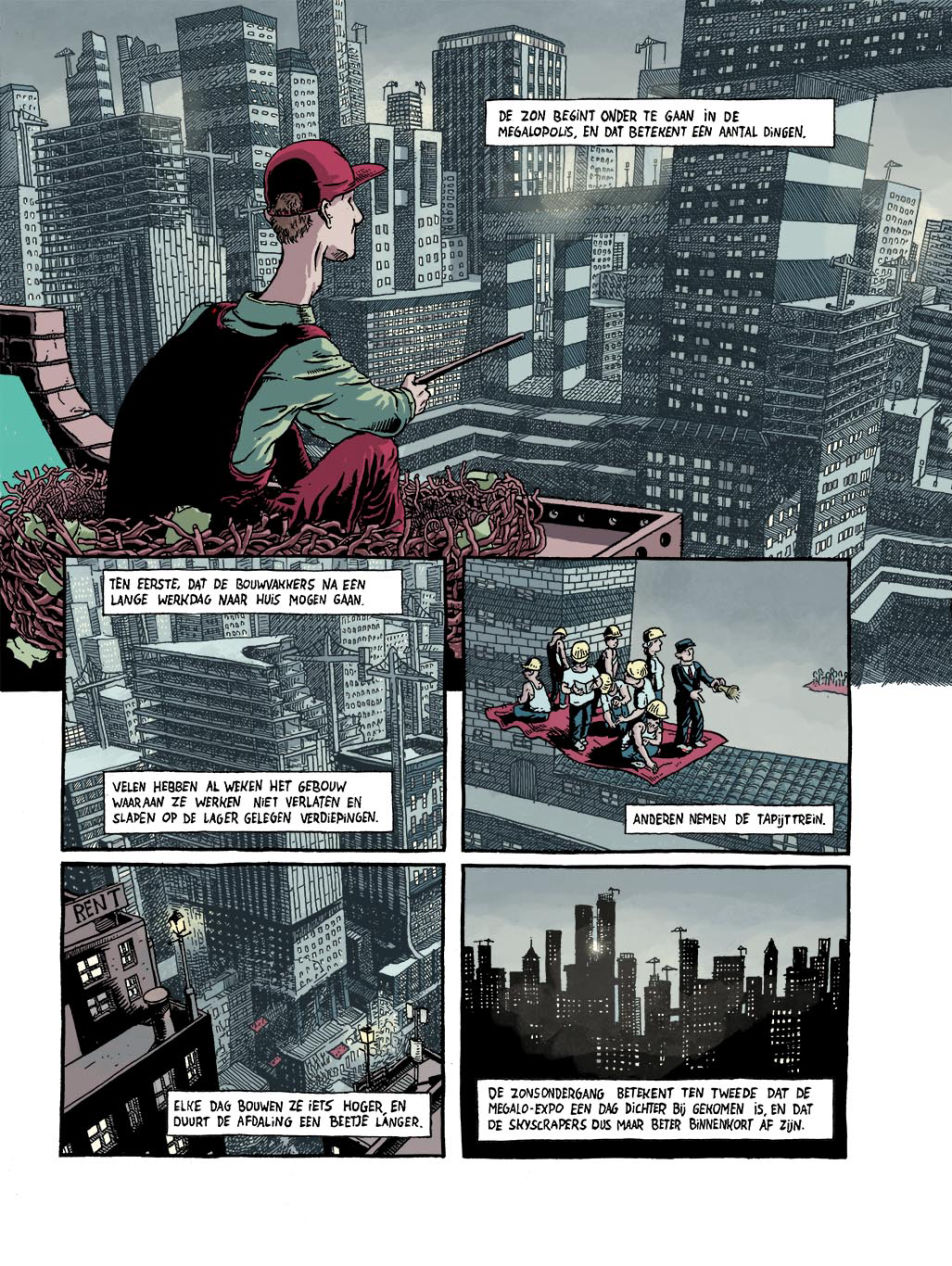 DE ZON BEGINT ONDER TE GAAN IN DE
MEGALOPOLIS, EN DAT BETEKENT EEN AANTAL DINGEN.
TEN EERSTE, DAT DE BOUWVAKKERS NA EEN
LANGE WERKDAG NAAR HUIS MOGEN GAAN.
VELEN HEBBEN AL WEKEN HET GEBOUW
WAARAAN ZE WERKEN NIET VERLATEN EN
SLAPEN OP DE LAGER GELEGEN VERDIEPINGEN.
ANDEREN NEMEN DE TAPIJTTREIN.
RENT
ELKE DAG BOUWEN ZE IETS HOGER, EN
DUURT DE AFDALING EEN BEETJE LANGER.
DE ZONSONDERGANG BETEKENT TEN TWEEDE DAT DE
MEGALO-EXPO EEN DAG DICHTER BIJ GEKOMEN IS, EN DAT
DE SKYSCRAPERS DUS MAAR BETER BINNENKORT AF ZIJN.